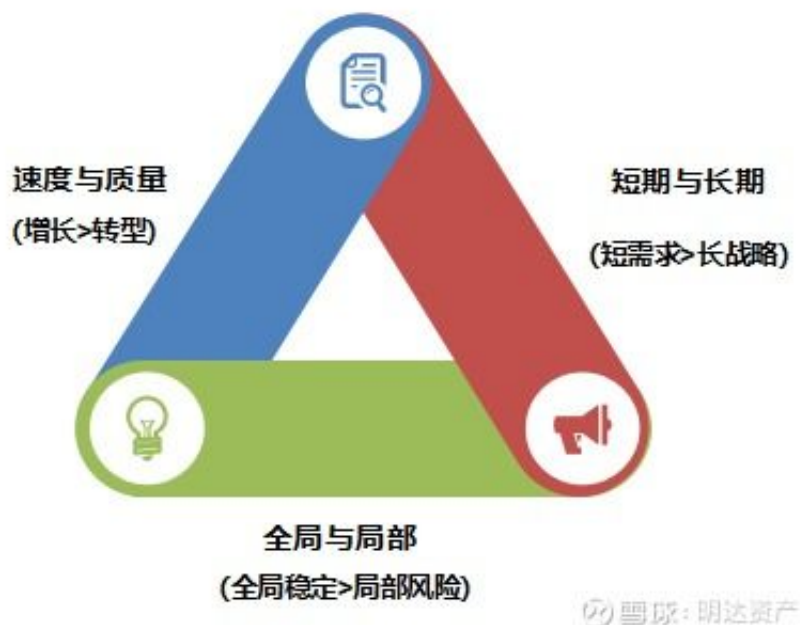 速度与质量
(增长>转型)
短期与长期
(短需求>长战略)
全局与局部
(全局稳定>局部风险)
雪球：明达资产